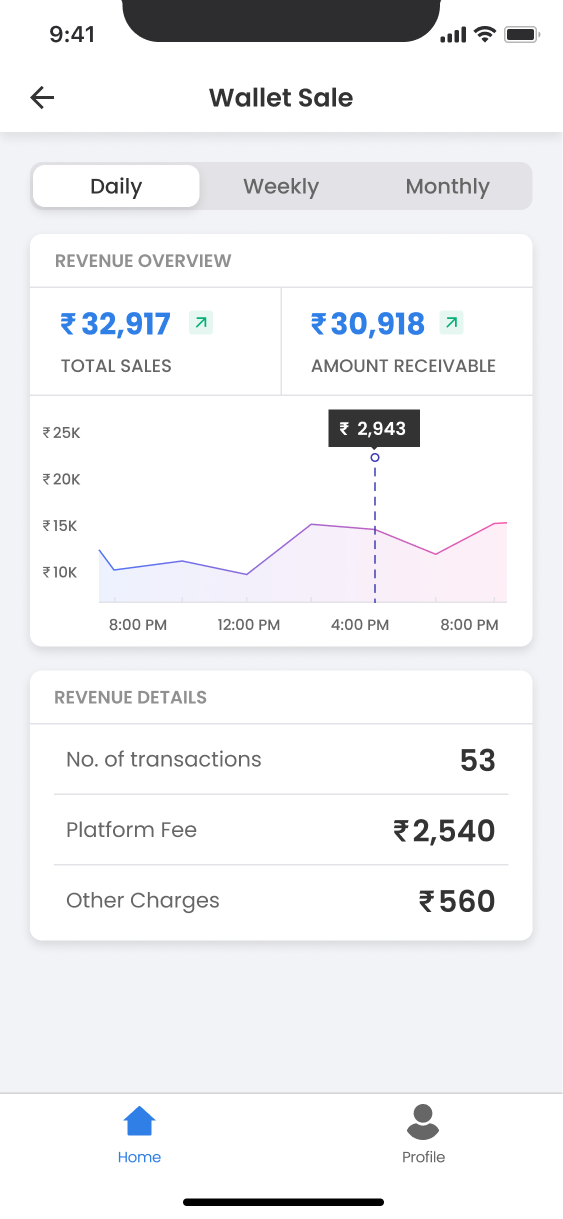 9:41
Wallet Sale
Daily Weekly Monthly
REVENUE OVERVIEW
₹32,917 ₹30,918
TOTAL SALES AMOUNT RECEIVABLE
₹ 2,943
₹25K
₹20K
₹15K
₹10K
8:00 PM 12:00 PM 4:00 PM 8:00 PM
REVENUE DETAILS
No. of transactions 53
Platform Fee ₹2,540
Other Charges ₹560
Home Profile